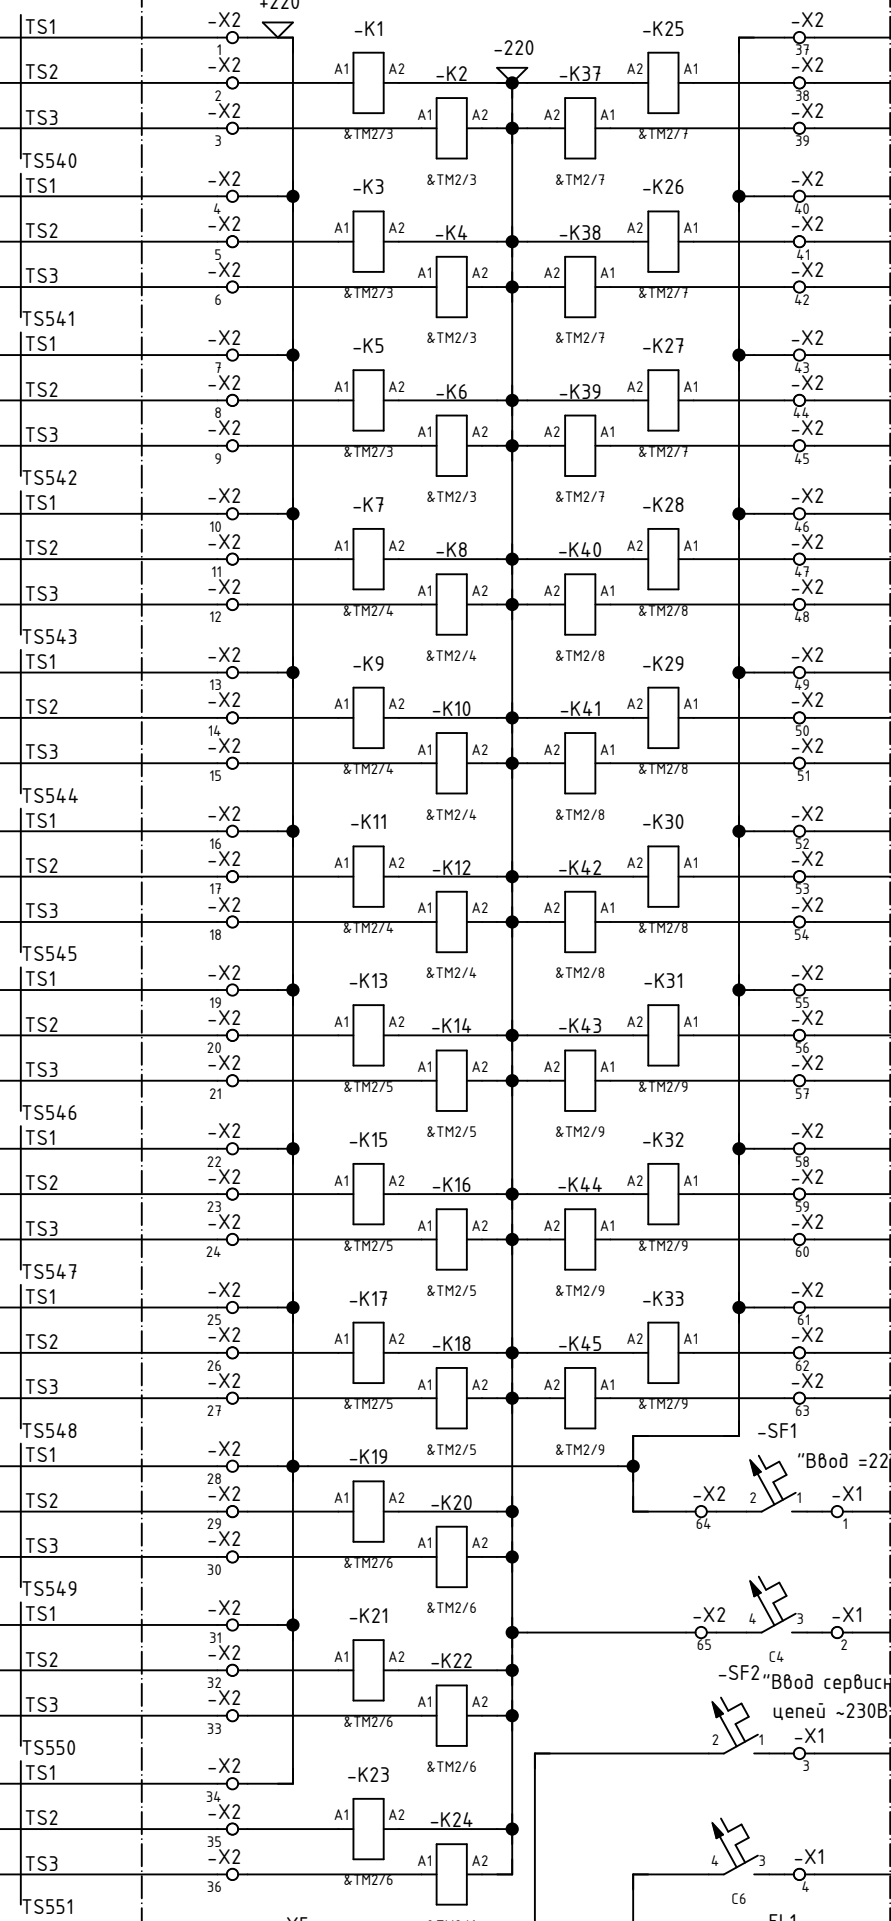 +220
TS1 -X2 1 -K1 -220 -K25 -X2 37
TS2 -X2 2 A1 A2 -K2 -K37 A2 A1 -X2 38
TS3 -X2 3 &TM2/3 A1 A2 A2 A1 &TM2/7 -X2 39
TS540 &TM2/3 &TM2/7
TS1 -X2 4 -K3 -K26 -X2 40
TS2 -X2 5 A1 A2 -K4 -K38 A2 A1 -X2 41
TS3 -X2 6 &TM2/3 A1 A2 A2 A1 &TM2/7 -X2 42
TS541 &TM2/3 &TM2/7
TS1 -X2 7 -K5 -K27 -X2 43
TS2 -X2 8 A1 A2 -K6 -K39 A2 A1 -X2 44
TS3 -X2 9 &TM2/3 A1 A2 A2 A1 &TM2/7 -X2 45
TS542 &TM2/3 &TM2/7
TS1 -X2 10 -K7 -K28 -X2 46
TS2 -X2 11 A1 A2 -K8 -K40 A2 A1 -X2 47
TS3 -X2 12 &TM2/4 A1 A2 A2 A1 &TM2/8 -X2 48
TS543 &TM2/4 &TM2/8
TS1 -X2 13 -K9 -K29 -X2 49
TS2 -X2 14 A1 A2 -K10 -K41 A2 A1 -X2 50
TS3 -X2 15 &TM2/4 A1 A2 A2 A1 &TM2/8 -X2 51
TS544 &TM2/4 &TM2/8
TS1 -X2 16 -K11 -K30 -X2 52
TS2 -X2 17 A1 A2 -K12 -K42 A2 A1 -X2 53
TS3 -X2 18 &TM2/4 A1 A2 A2 A1 &TM2/8 -X2 54
TS545 &TM2/4 &TM2/8
TS1 -X2 19 -K13 -K31 -X2 55
TS2 -X2 20 A1 A2 -K14 -K43 A2 A1 -X2 56
TS3 -X2 21 &TM2/5 A1 A2 A2 A1 &TM2/9 -X2 57
TS546 &TM2/5 &TM2/9
TS1 -X2 22 -K15 -K32 -X2 58
TS2 -X2 23 A1 A2 -K16 -K44 A2 A1 -X2 59
TS3 -X2 24 &TM2/5 A1 A2 A2 A1 &TM2/9 -X2 60
TS547 &TM2/5 &TM2/9
TS1 -X2 25 -K17 -K33 -X2 61
TS2 -X2 26 A1 A2 -K18 -K45 A2 A1 -X2 62
TS3 -X2 27 &TM2/5 A1 A2 A2 A1 &TM2/9 -X2 63
TS548 &TM2/5 &TM2/9 -SF1
TS1 -X2 28 -K19 "Ввод =22
TS2 -X2 29 A1 A2 -K20 -X2 64 2 1 -X1 1
TS3 -X2 30 &TM2/6 A1 A2
TS549 &TM2/6
TS1 -X2 31 -K21 -X2 65 4 3 -X1 2
C4
TS2 -X2 32 A1 A2 -K22 -SF2 "Ввод сервисн
TS3 -X2 33 &TM2/6 A1 A2 цепей ~230В
TS550 &TM2/6 2 1 -X1 3
TS1 -X2 34 -K23
TS2 -X2 35 A1 A2 -K24
TS3 -X2 36 &TM2/6 A1 A2 4 3 -X1 4
TS551 C6